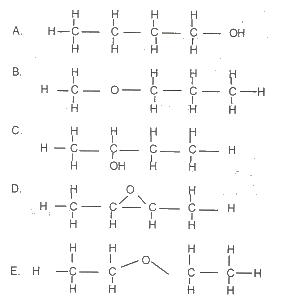 H H H H
A. H—C—C—C—C—OH
H H H H
B. H H H H
H—C—O—C—C—C—H
H H H H
C. H H H H
H—C—C—C—C—H
H OH H H
D. H O H
H—C—C—C—C—H
H H H H
H H O H H
E. H—C—C C—C—H
H H H H